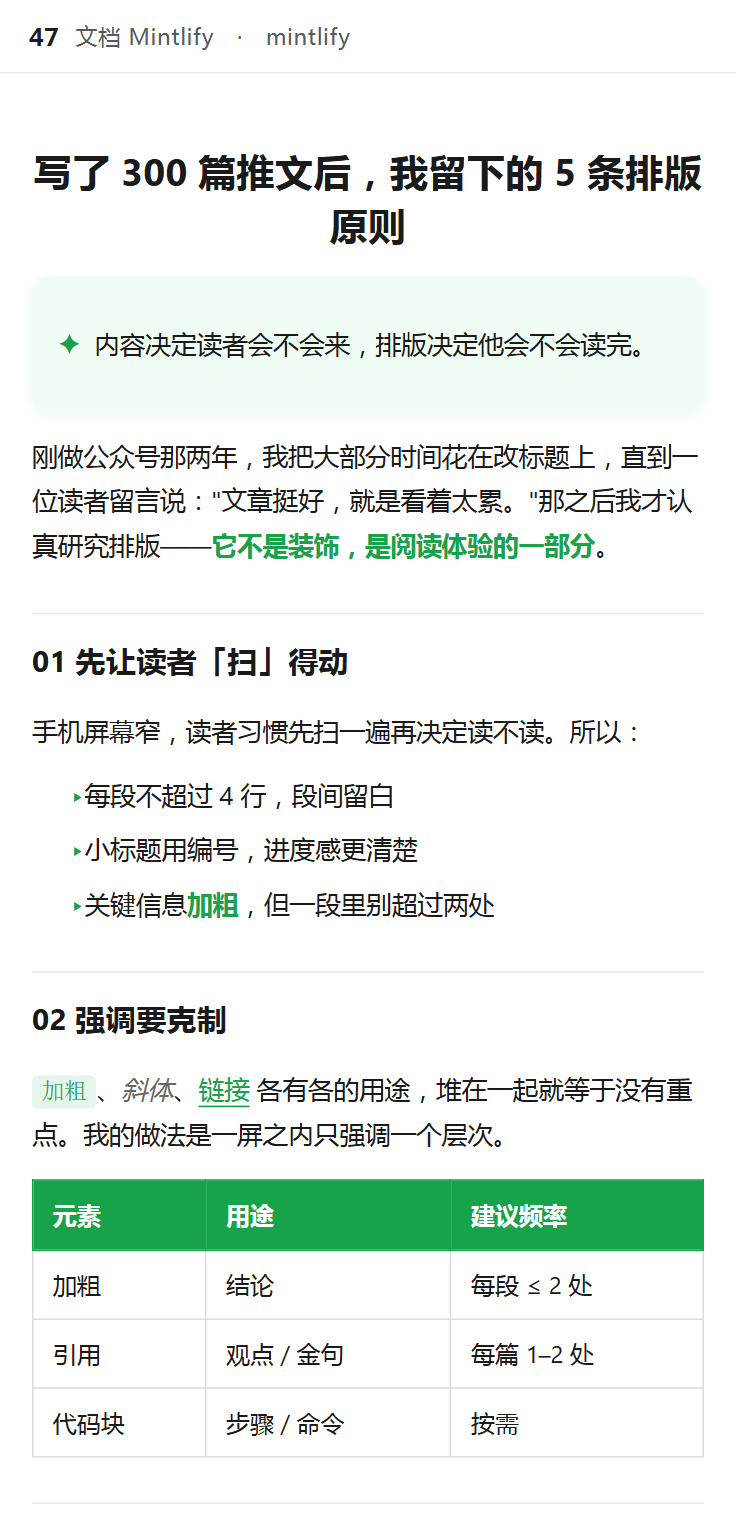 47 文档 Mintlify · mintlify
写了 300 篇推文后，我留下的 5 条排版
原则
✦ 内容决定读者会不会来，排版决定他会不会读完。
刚做公众号那两年，我把大部分时间花在改标题上，直到一
位读者留言说："文章挺好，就是看着太累。"那之后我才认
真研究排版——它不是装饰，是阅读体验的一部分。
01 先让读者「扫」得动
手机屏幕窄，读者习惯先扫一遍再决定读不读。所以：
▸每段不超过 4 行，段间留白
▸小标题用编号，进度感更清楚
▸关键信息加粗，但一段里别超过两处
02 强调要克制
加粗、斜体、链接 各有各的用途，堆在一起就等于没有重
点。我的做法是一屏之内只强调一个层次。
元素 用途 建议频率
加粗 结论 每段 ≤ 2 处
引用 观点 / 金句 每篇 1–2 处
代码块 步骤 / 命令 按需